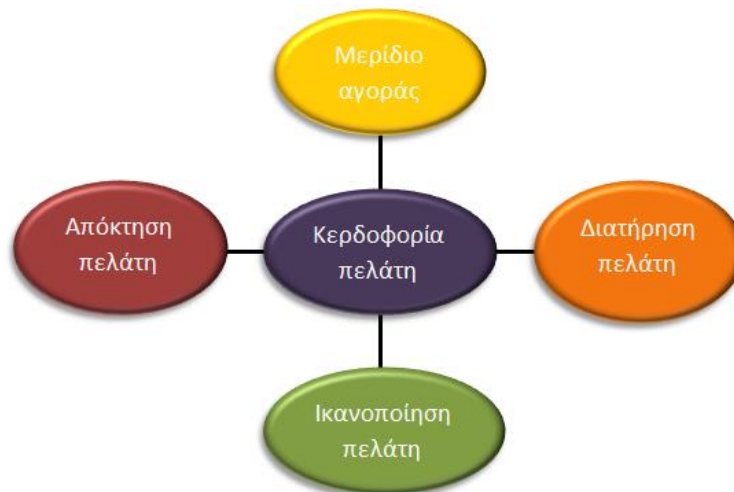 Μερίδιο
αγοράς
Απόκτηση
πελάτη
Κερδοφορία
πελάτη
Διατήρηση
πελάτη
Ικανοποίηση
πελάτη